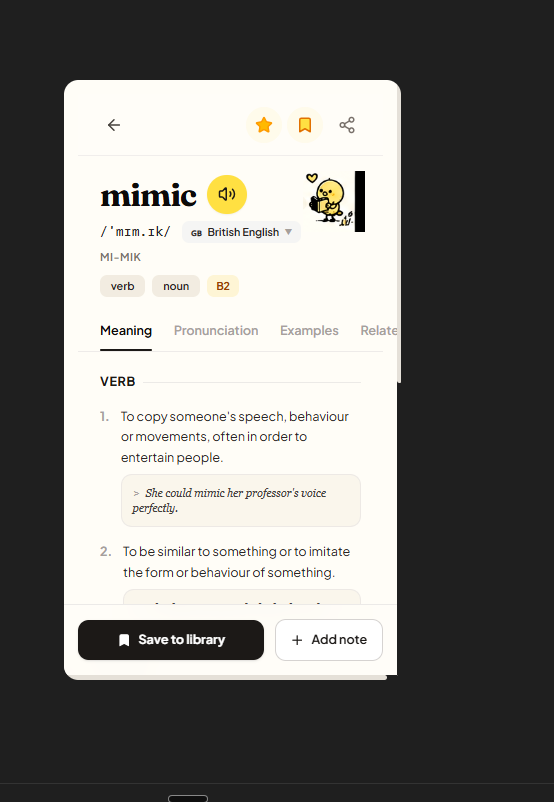 mimic
/ˈmɪm.ɪk/ GB British English ▼
MI-MIK
verb noun B2
Meaning Pronunciation Examples Relate
VERB
1. To copy someone's speech, behaviour
or movements, often in order to
entertain people.
> She could mimic her professor's voice
perfectly.
2. To be similar to something or to imitate
the form or behaviour of something.
Save to library + Add note